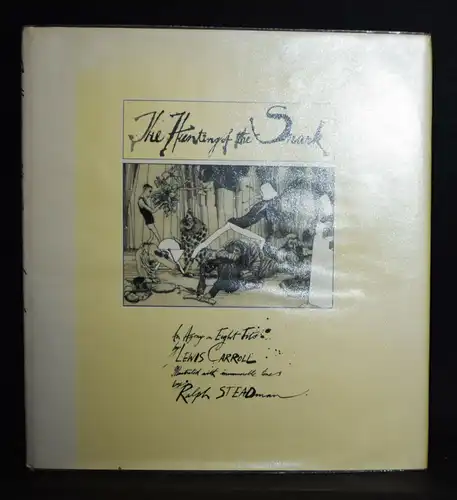 The Hunting of the Snark
An Agony in Eight Fits
by LEWIS CARROLL
Illustrated with innumerable lines
by Ralph STEADman